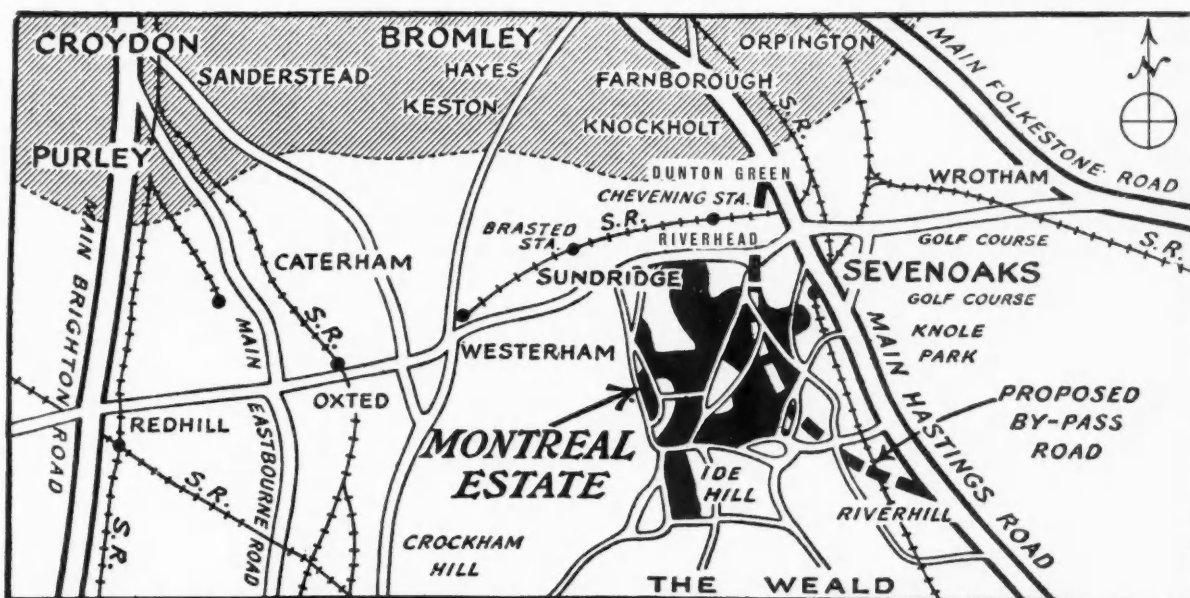 CROYDON
SANDERSTEAD
BROMLEY
HAYES
KESTON
ORPINGTON
FARNBOROUGH
KNOCKHOLT
S.R.
MAIN FOLKESTONE ROAD
N
PURLEY
DUNTON GREEN
CHEVENING STA.
WROTHAM
S.R.
BRASTED
STA.
RIVERHEAD
GOLF COURSE
S.R.
MAIN BRIGHTON ROAD
CATERHAM
SUNDRIDGE
SEVENOAKS
GOLF COURSE
KNOLE
PARK
S.R.
MAIN
EASTBOURNE ROAD
WESTERHAM
OXTED
REDHILL
MAIN HASTINGS ROAD
PROPOSED
BY-PASS
ROAD
MONTREAL
ESTATE
IDE
HILL
RIVERHILL
S.R.
S.R.
CROCKHAM
HILL
THE WEALD